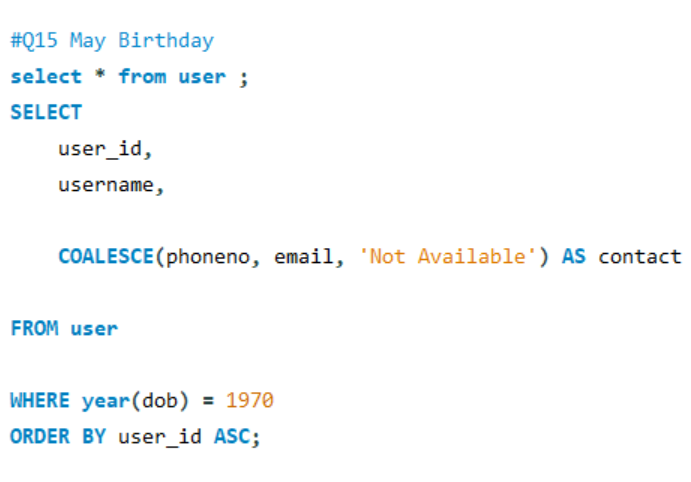 #Q15 May Birthday
select * from user ;
SELECT
    user_id,
    username,
    COALESCE(phoneno, email, 'Not Available') AS contact
FROM user
WHERE year(dob) = 1970
ORDER BY user_id ASC;